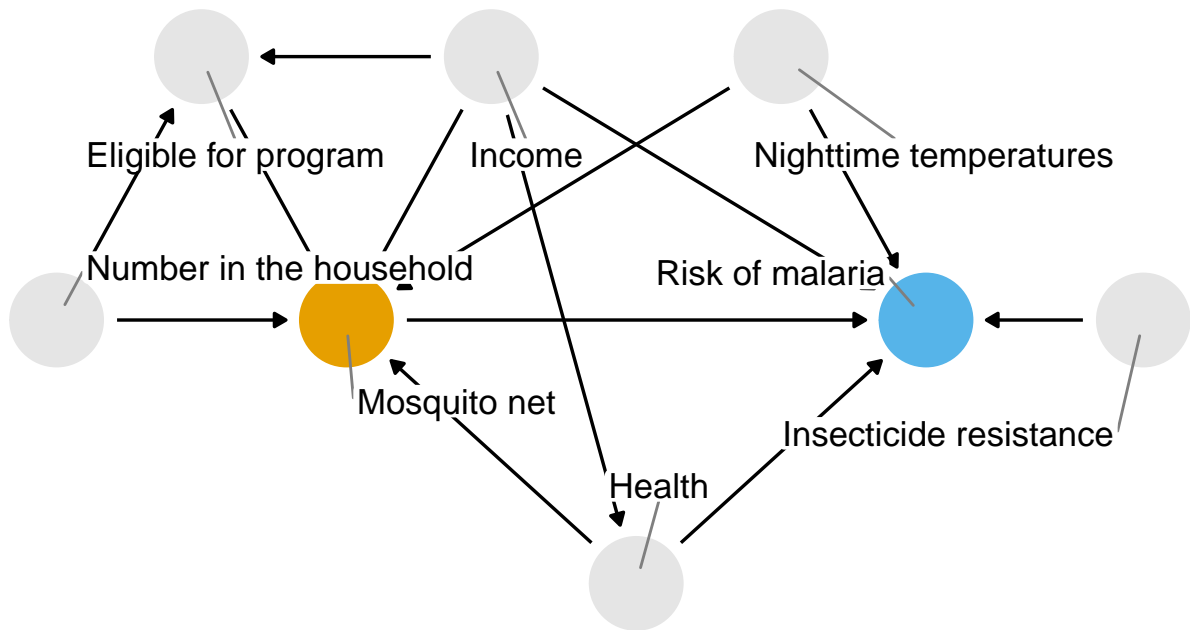 Eligible for program
Income
Nighttime temperatures
Number in the household
Risk of malaria
Mosquito net
Insecticide resistance
Health